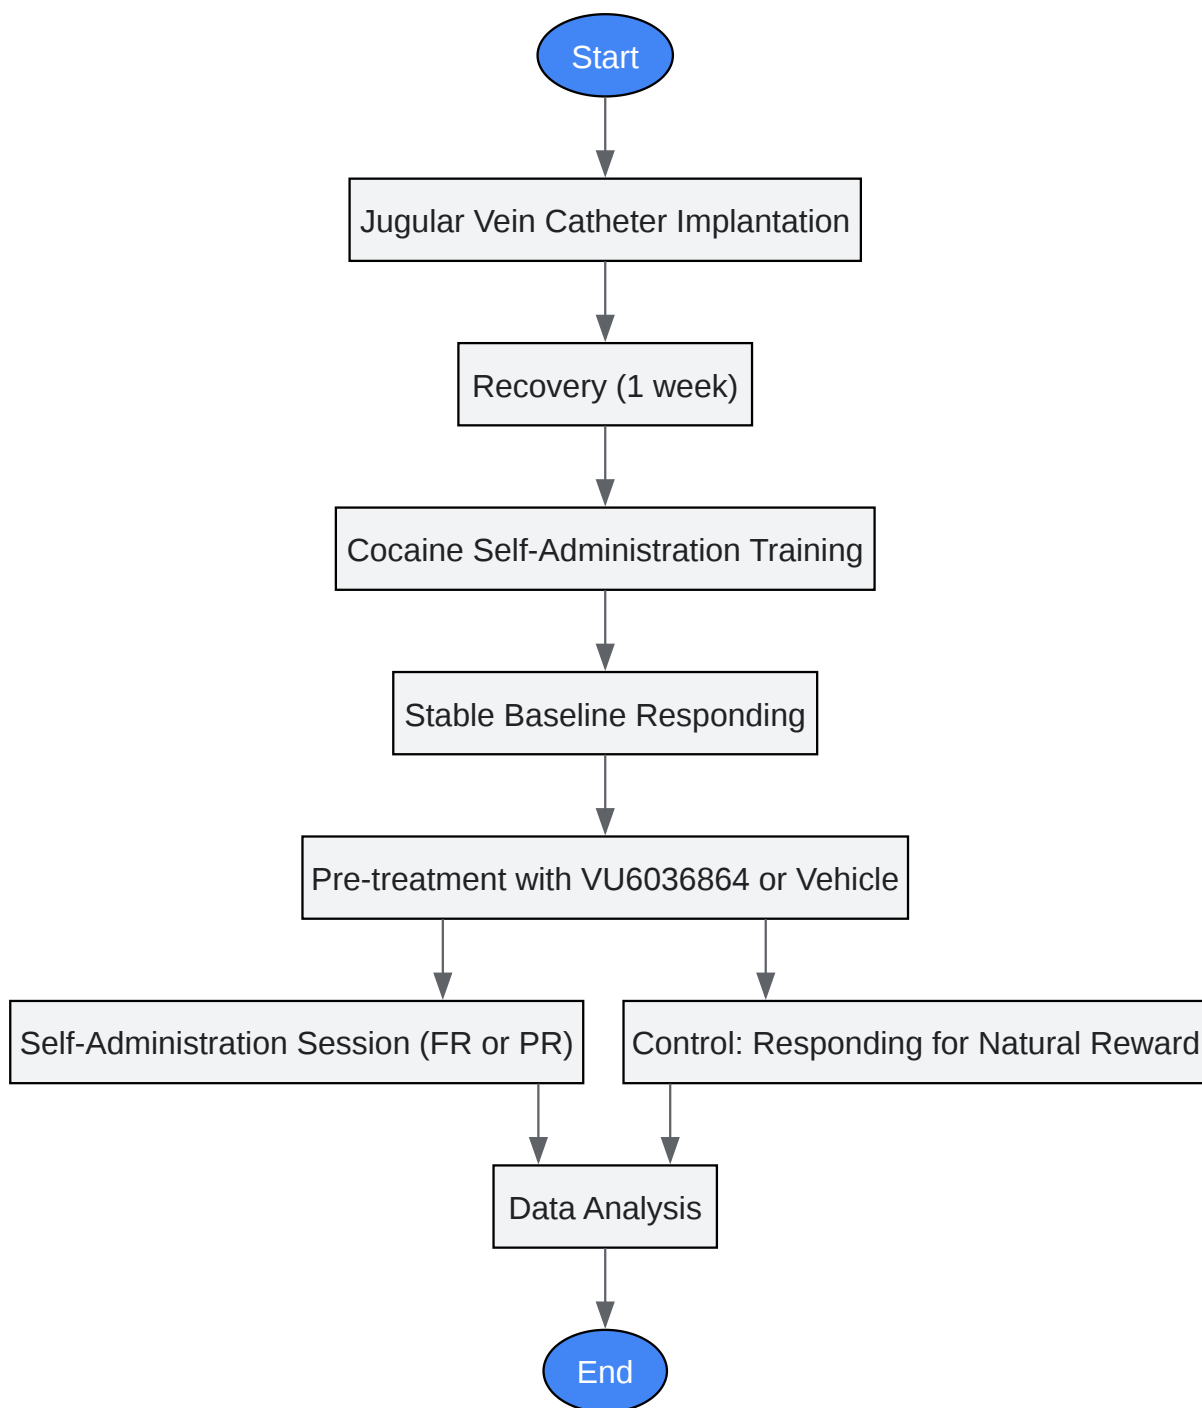 Start
Jugular Vein Catheter Implantation
Recovery (1 week)
Cocaine Self-Administration Training
Stable Baseline Responding
Pre-treatment with VU6036864 or Vehicle
Self-Administration Session (FR or PR)
Control: Responding for Natural Reward
Data Analysis
End